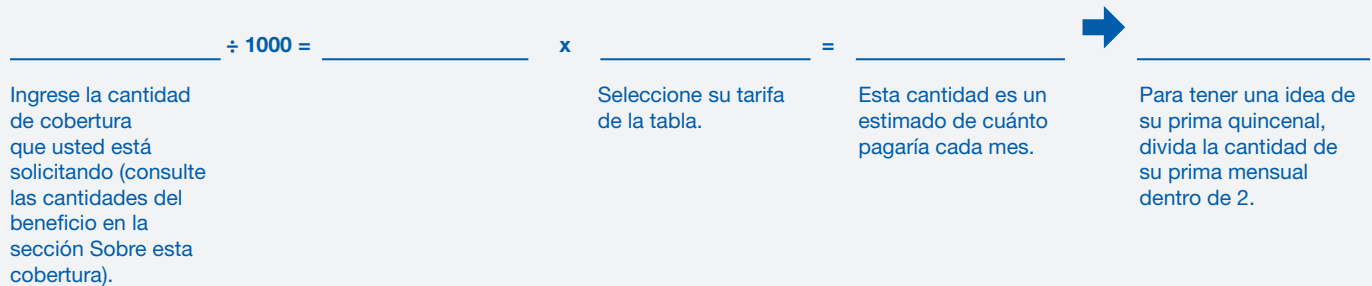 ÷ 1000 = x =
Ingrese la cantidad
de cobertura
que usted está
solicitando (consulte
las cantidades del
beneficio en la
sección Sobre esta
cobertura).
Seleccione su tarifa
de la tabla.
Esta cantidad es un
estimado de cuánto
pagaría cada mes.
Para tener una idea de
su prima quincenal,
divida la cantidad de
su prima mensual
dentro de 2.